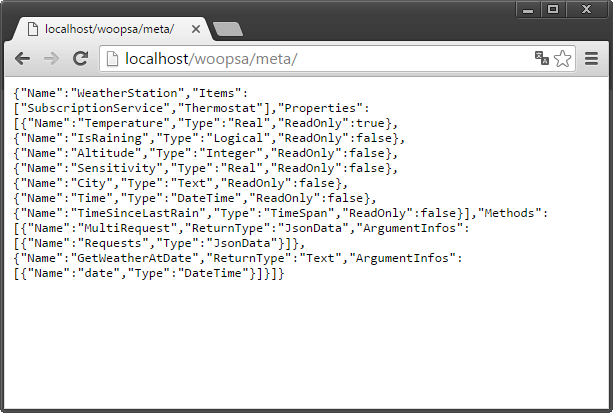 localhost/woopsa/meta/
localhost/woopsa/meta/
{"Name":"WeatherStation","Items":
["SubscriptionService","Thermostat"],"Properties":
[{"Name":"Temperature","Type":"Real","ReadOnly":true},
{"Name":"IsRaining","Type":"Logical","ReadOnly":false},
{"Name":"Altitude","Type":"Integer","ReadOnly":false},
{"Name":"Sensitivity","Type":"Real","ReadOnly":false},
{"Name":"City","Type":"Text","ReadOnly":false},
{"Name":"Time","Type":"DateTime","ReadOnly":false},
{"Name":"TimeSinceLastRain","Type":"TimeSpan","ReadOnly":false}],"Methods":
[{"Name":"MultiRequest","ReturnType":"JsonData","ArgumentInfos":
[{"Name":"Requests","Type":"JsonData"}]},
{"Name":"GetWeatherAtDate","ReturnType":"Text","ArgumentInfos":
[{"Name":"date","Type":"DateTime"}]}]}